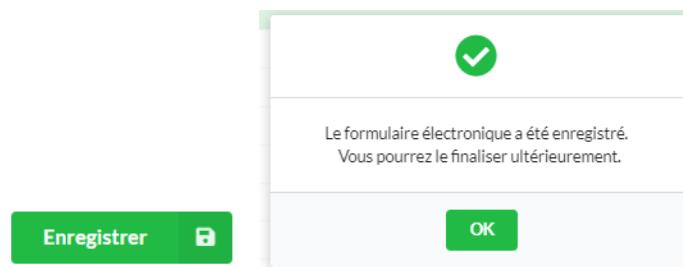 Le formulaire électronique a été enregistré.
Vous pourrez le finaliser ultérieurement.
OK
Enregistrer